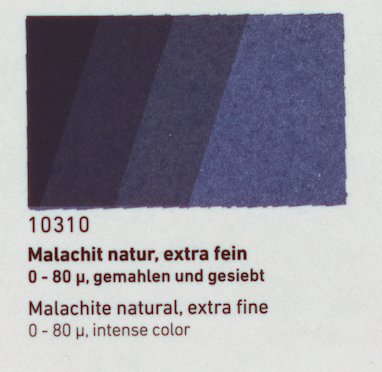 10310
Malachit natur, extra fein
0 - 80 µ, gemahlen und gesiebt
Malachite natural, extra fine
0 - 80 µ, intense color